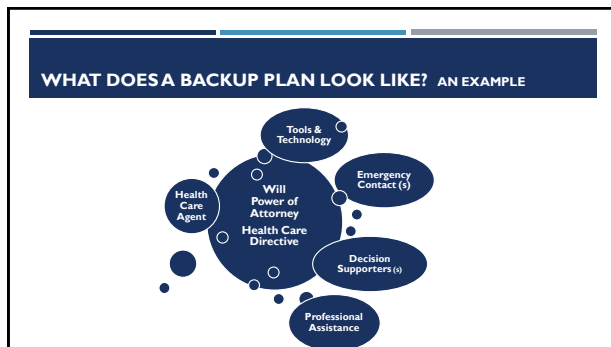 WHAT DOES A BACKUP PLAN LOOK LIKE? AN EXAMPLE
Tools &
Technology
Emergency
Contact (s)
Health
Care
Agent
Will
Power of
Attorney
Health Care
Directive
Decision
Supporters (s)
Professional
Assistance